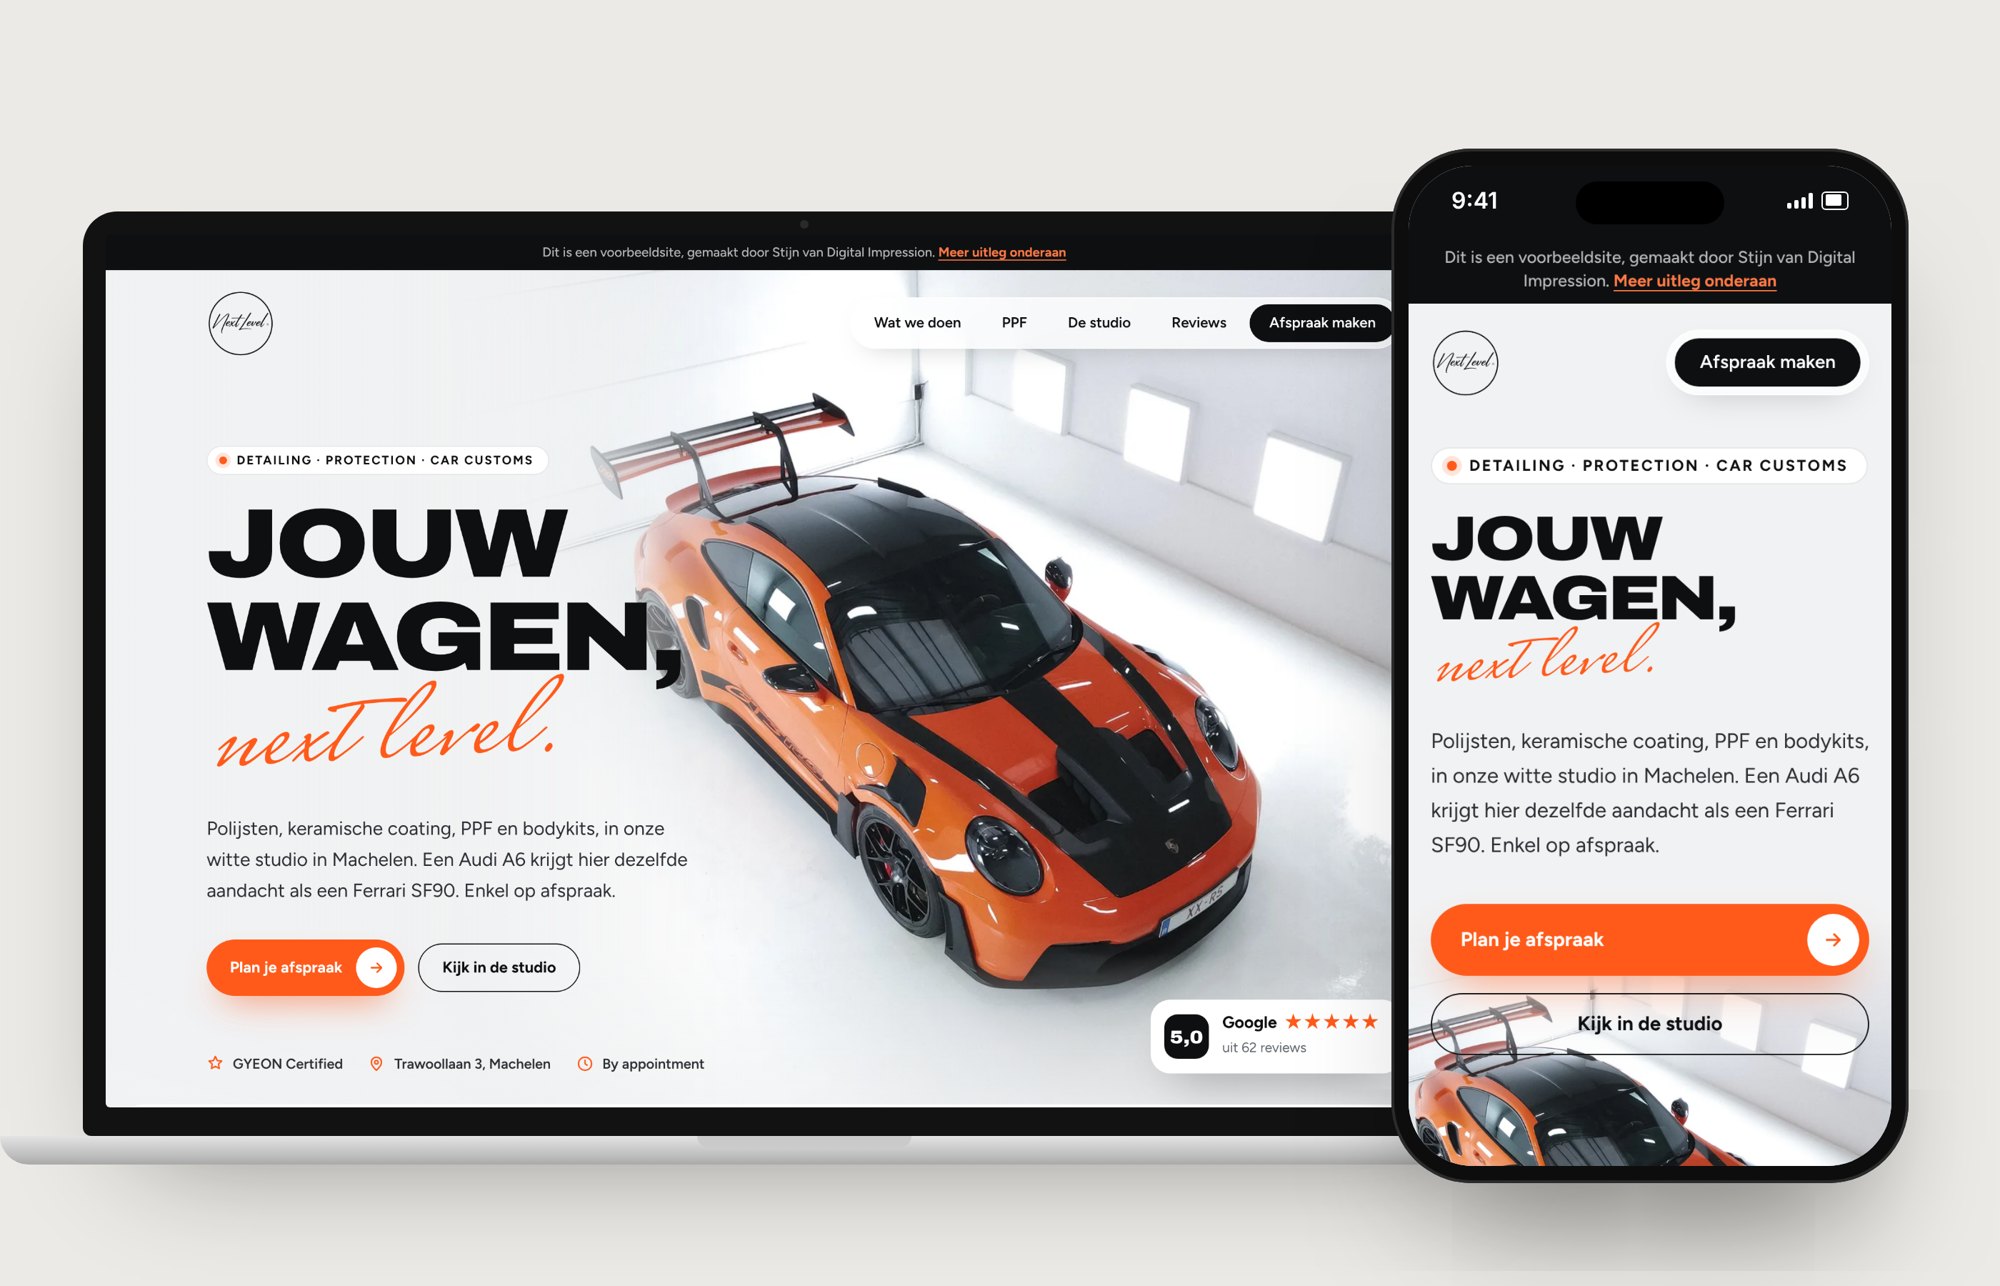 Dit is een voorbeeldsite, gemaakt door Stijn van Digital Impression. Meer uitleg onderaan
Next Level
Wat we doen PPF De studio Reviews Afspraak maken
DETAILING · PROTECTION · CAR CUSTOMS
JOUW
WAGEN,
next level.
Polijsten, keramische coating, PPF en bodykits, in onze
witte studio in Machelen. Een Audi A6 krijgt hier dezelfde
aandacht als een Ferrari SF90. Enkel op afspraak.
Plan je afspraak
Kijk in de studio
GYEON Certified
Trawoollaan 3, Machelen
By appointment
XX-RS
5,0
Google
uit 62 reviews
9:41
Dit is een voorbeeldsite, gemaakt door Stijn van Digital
Impression. Meer uitleg onderaan
Next Level
Afspraak maken
DETAILING · PROTECTION · CAR CUSTOMS
JOUW
WAGEN,
next level.
Polijsten, keramische coating, PPF en bodykits,
in onze witte studio in Machelen. Een Audi A6
krijgt hier dezelfde aandacht als een Ferrari
SF90. Enkel op afspraak.
Plan je afspraak
Kijk in de studio